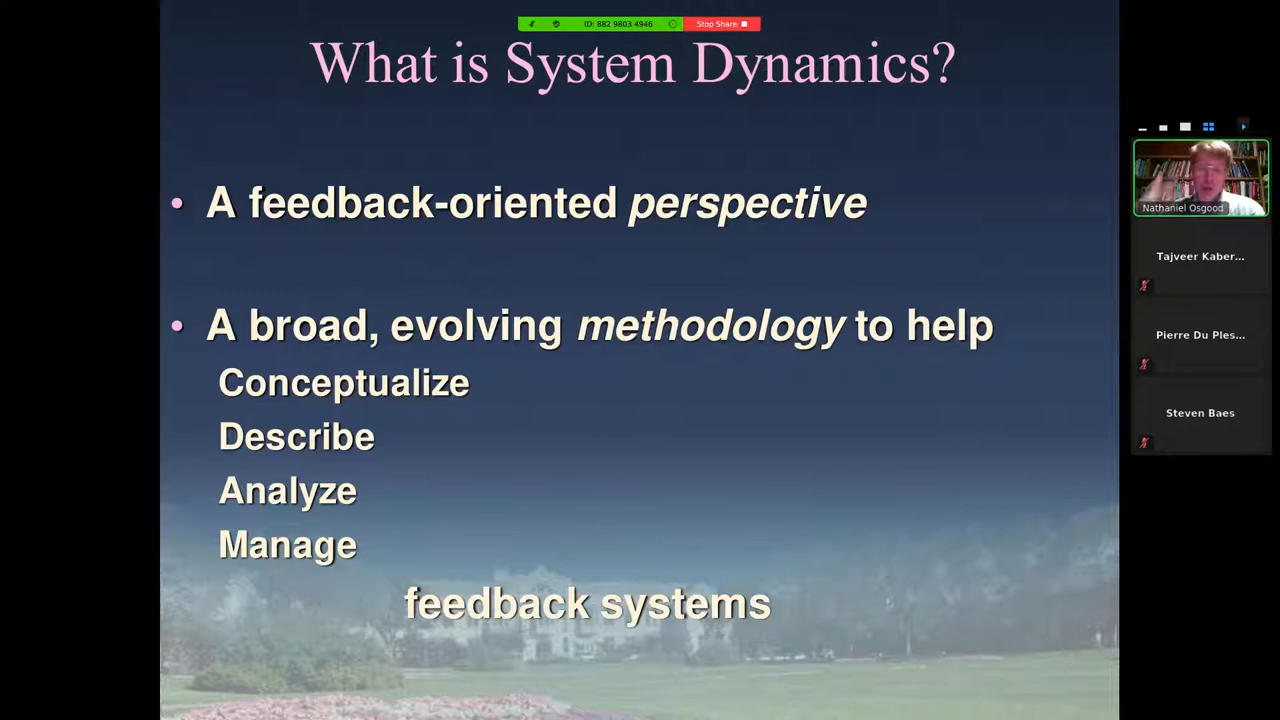 ID: 882 9803 4946
Stop Share
What is System Dynamics?
• A feedback-oriented perspective
• A broad, evolving methodology to help
Conceptualize
Describe
Analyze
Manage
feedback systems
Nathaniel Osgood
Tajveer Kaber...
Pierre Du Ples...
Steven Baes